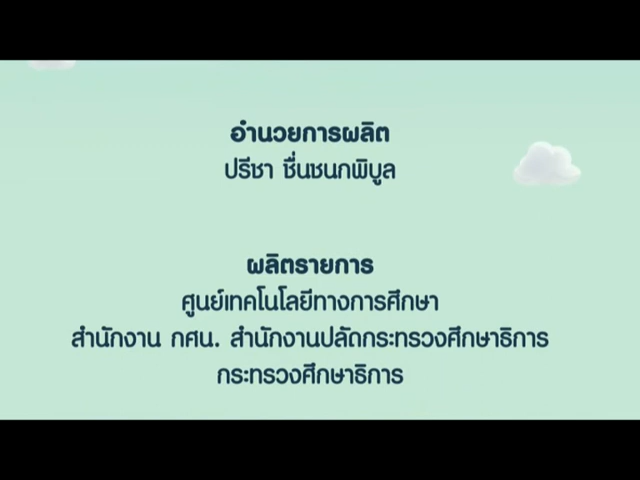 อำนวยการผลิต
ปรีชา ชื่นชนกพิบูล
ผลิตรายการ
ศูนย์เทคโนโลยีทางการศึกษา
สำนักงาน กศน. สำนักงานปลัดกระทรวงศึกษาธิการ
กระทรวงศึกษาธิการ